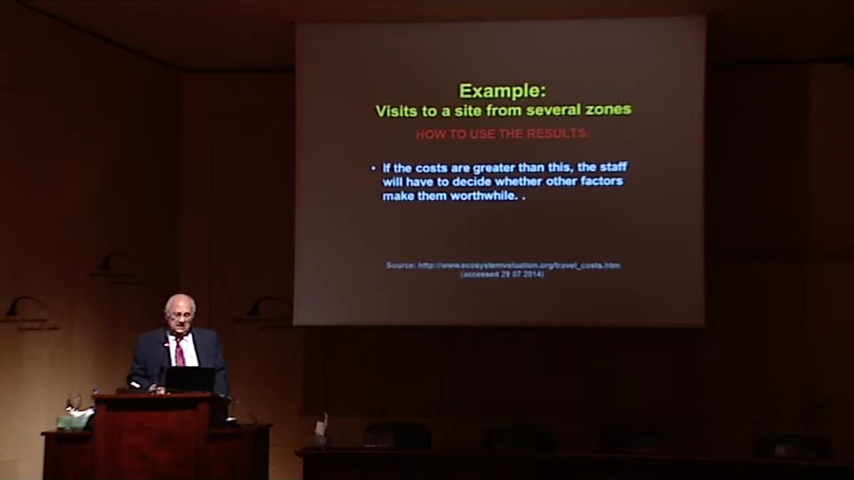 Example:
Visits to a site from several zones
HOW TO USE THE RESULTS.
• If the costs are greater than this, the staff
will have to decide whether other factors
make them worthwhile. .
Source: http://www.ecosystemvaluation.org/travel_costs.htm
(accessed 29 07 2014)